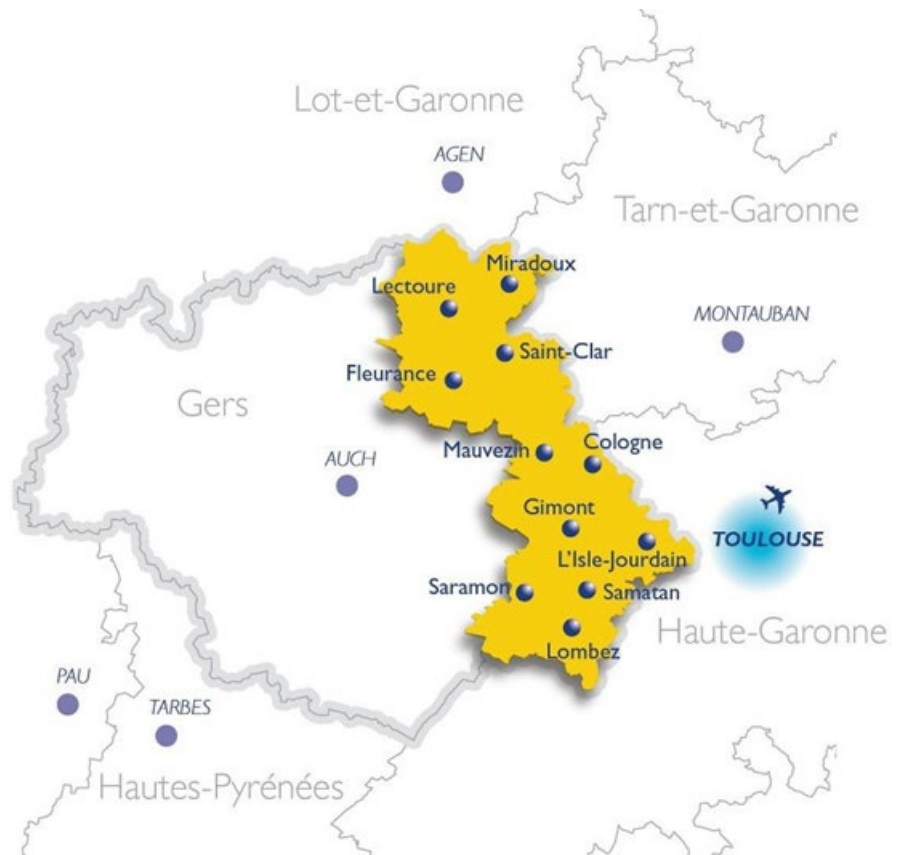 Lot-et-Garonne
AGEN
Tarn-et-Garonne
Miradoux
Lectoure
MONTAUBAN
Saint-Clar
Fleurance
Gers
Mauvezin
Cologne
AUCH
Gimont
TOULOUSE
L'Isle-Jourdain
Saramon
Samatan
Haute-Garonne
Lombez
PAU
TARBES
Hautes-Pyrénées